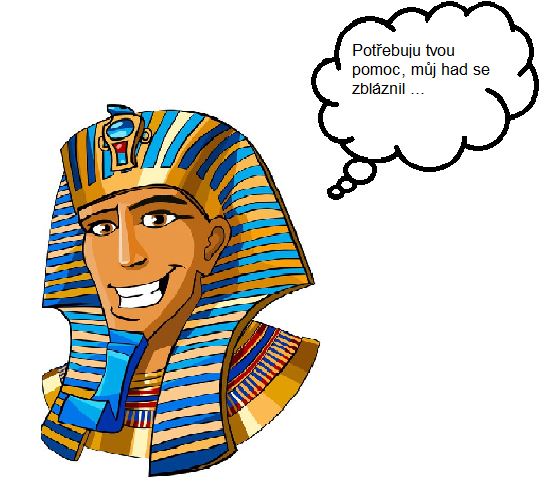 Potřebuju tvou
pomoc, můj had se
zbláznil ...